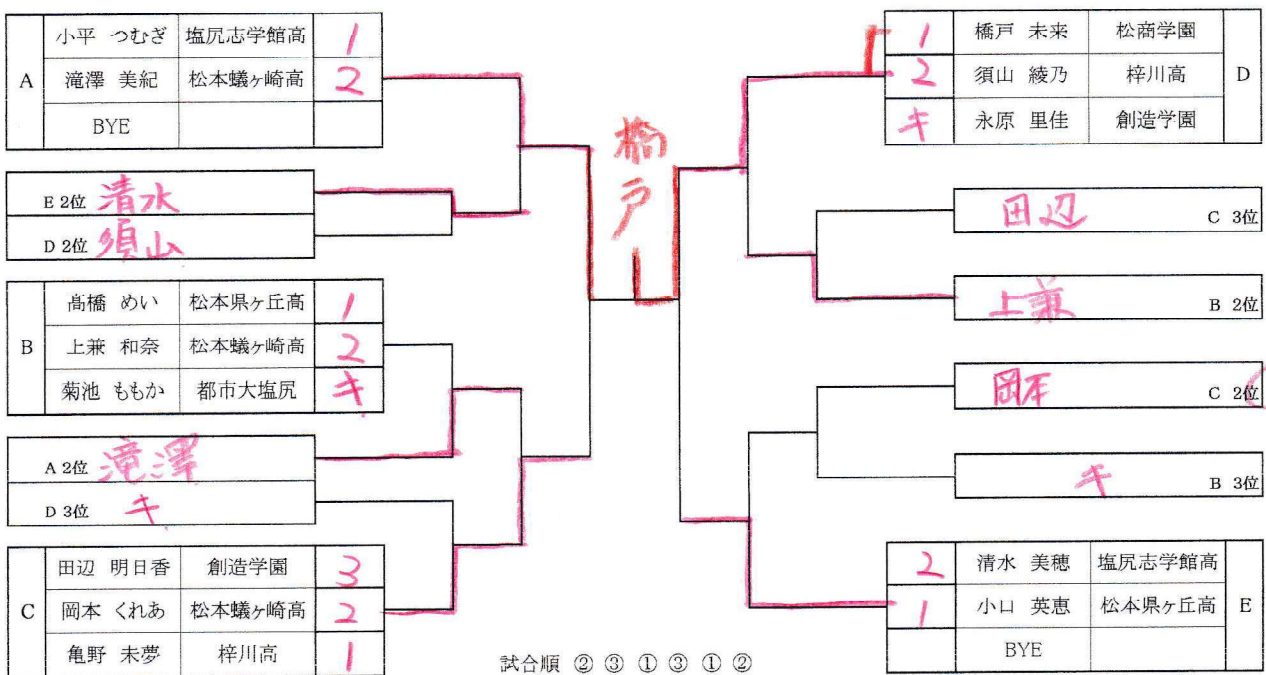 A
小平 つむぎ 塩尻志学館高 1
滝澤 美紀 松本蟻ヶ崎高 2
BYE
E 2位 清水
D 2位 須山
B
髙橋 めい 松本県ヶ丘高 1
上兼 和奈 松本蟻ヶ崎高 2
菊池 ももか 都市大塩尻 キ
A 2位 滝澤
D 3位 キ
C
田辺 明日香 創造学園 3
岡本 くれあ 松本蟻ヶ崎高 2
亀野 未夢 梓川高 1
橋戸
1 橋戸 未来 松商学園
2 須山 綾乃 梓川高
キ 永原 里佳 創造学園
D
田辺 C 3位
上兼 B 2位
岡本 C 2位
キ B 3位
2 清水 美穂 塩尻志学館高
1 小口 英恵 松本県ヶ丘高
BYE
E
試合順 ② ③ ① ③ ① ②